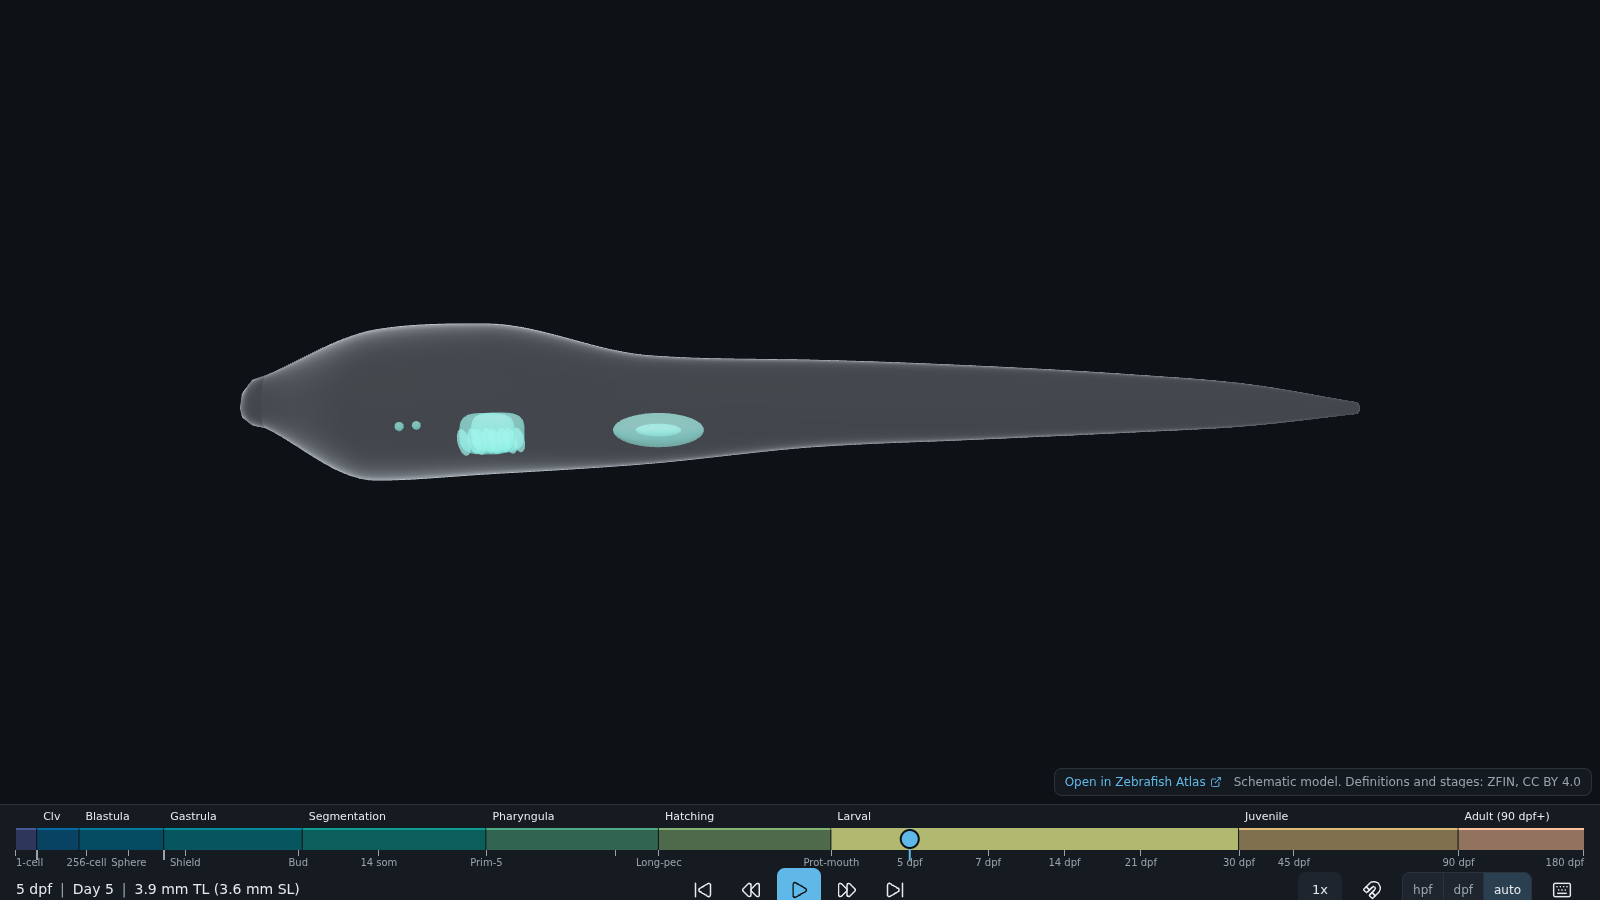 Open in Zebrafish Atlas Schematic model. Definitions and stages: ZFIN, CC BY 4.0
Clv Blastula Gastrula Segmentation Pharyngula Hatching Larval Juvenile Adult (90 dpf+)
1-cell 256-cell Sphere Shield Bud 14 som Prim-5 Long-pec Prot-mouth 5 dpf 7 dpf 14 dpf 21 dpf 30 dpf 45 dpf 90 dpf 180 dpf
5 dpf | Day 5 | 3.9 mm TL (3.6 mm SL) 1x hpf dpf auto